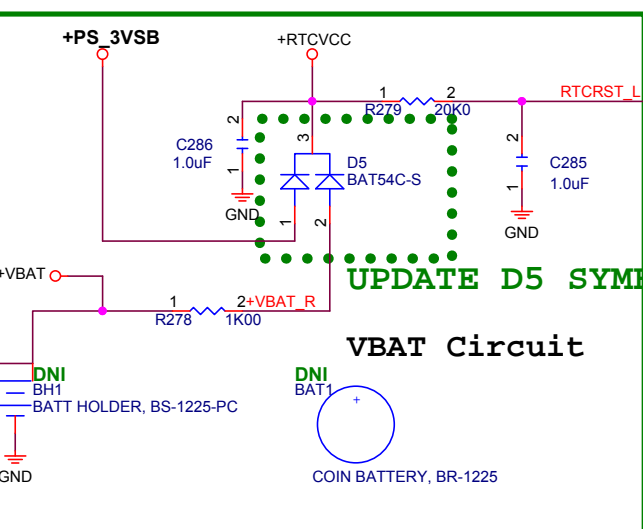 +PS_3VSB
+RTCVCC
1
2
RTCRST_L
R279
20K0
2
C286
1.0uF
1
GND
3
D5
BAT54C-S
1
2
2
C285
1.0uF
1
GND
+VBAT
UPDATE D5 SYM
1
2
+VBAT_R
R278
1K00
VBAT Circuit
DNI
BH1
BATT HOLDER, BS-1225-PC
GND
DNI
BAT1
+
COIN BATTERY, BR-1225